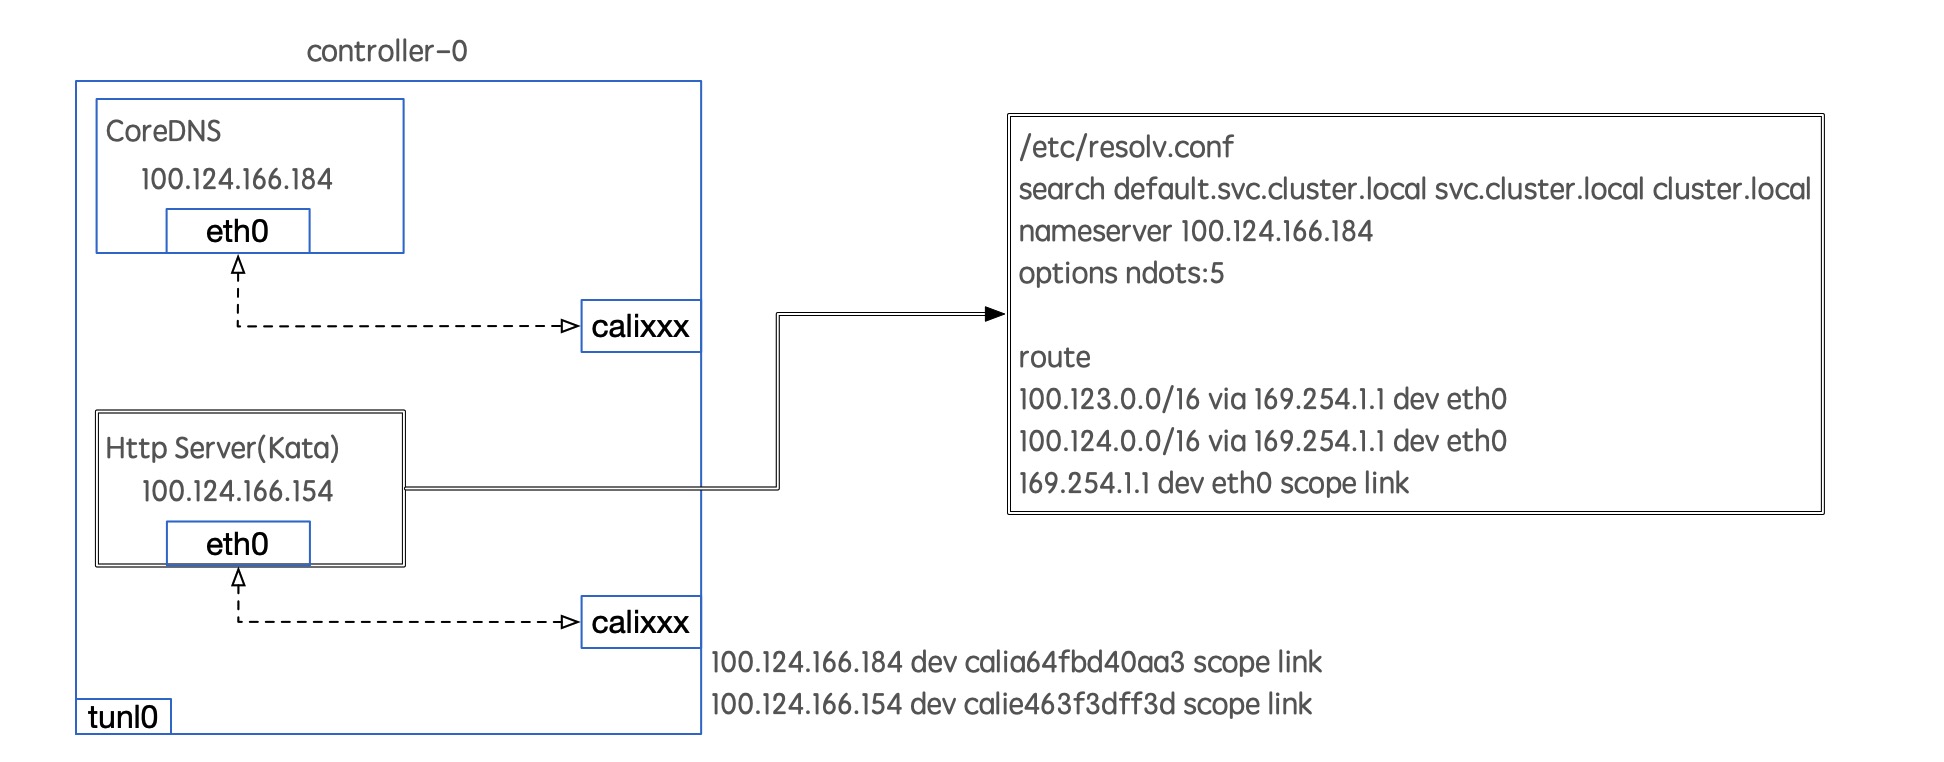 controller-0
CoreDNS
100.124.166.184
eth0
calixxx
Http Server(Kata)
100.124.166.154
eth0
calixxx
tunl0
/etc/resolv.conf
search default.svc.cluster.local svc.cluster.local cluster.local
nameserver 100.124.166.184
options ndots:5
route
100.123.0.0/16 via 169.254.1.1 dev eth0
100.124.0.0/16 via 169.254.1.1 dev eth0
169.254.1.1 dev eth0 scope link
100.124.166.184 dev calia64fbd40aa3 scope link
100.124.166.154 dev calie463f3dff3d scope link